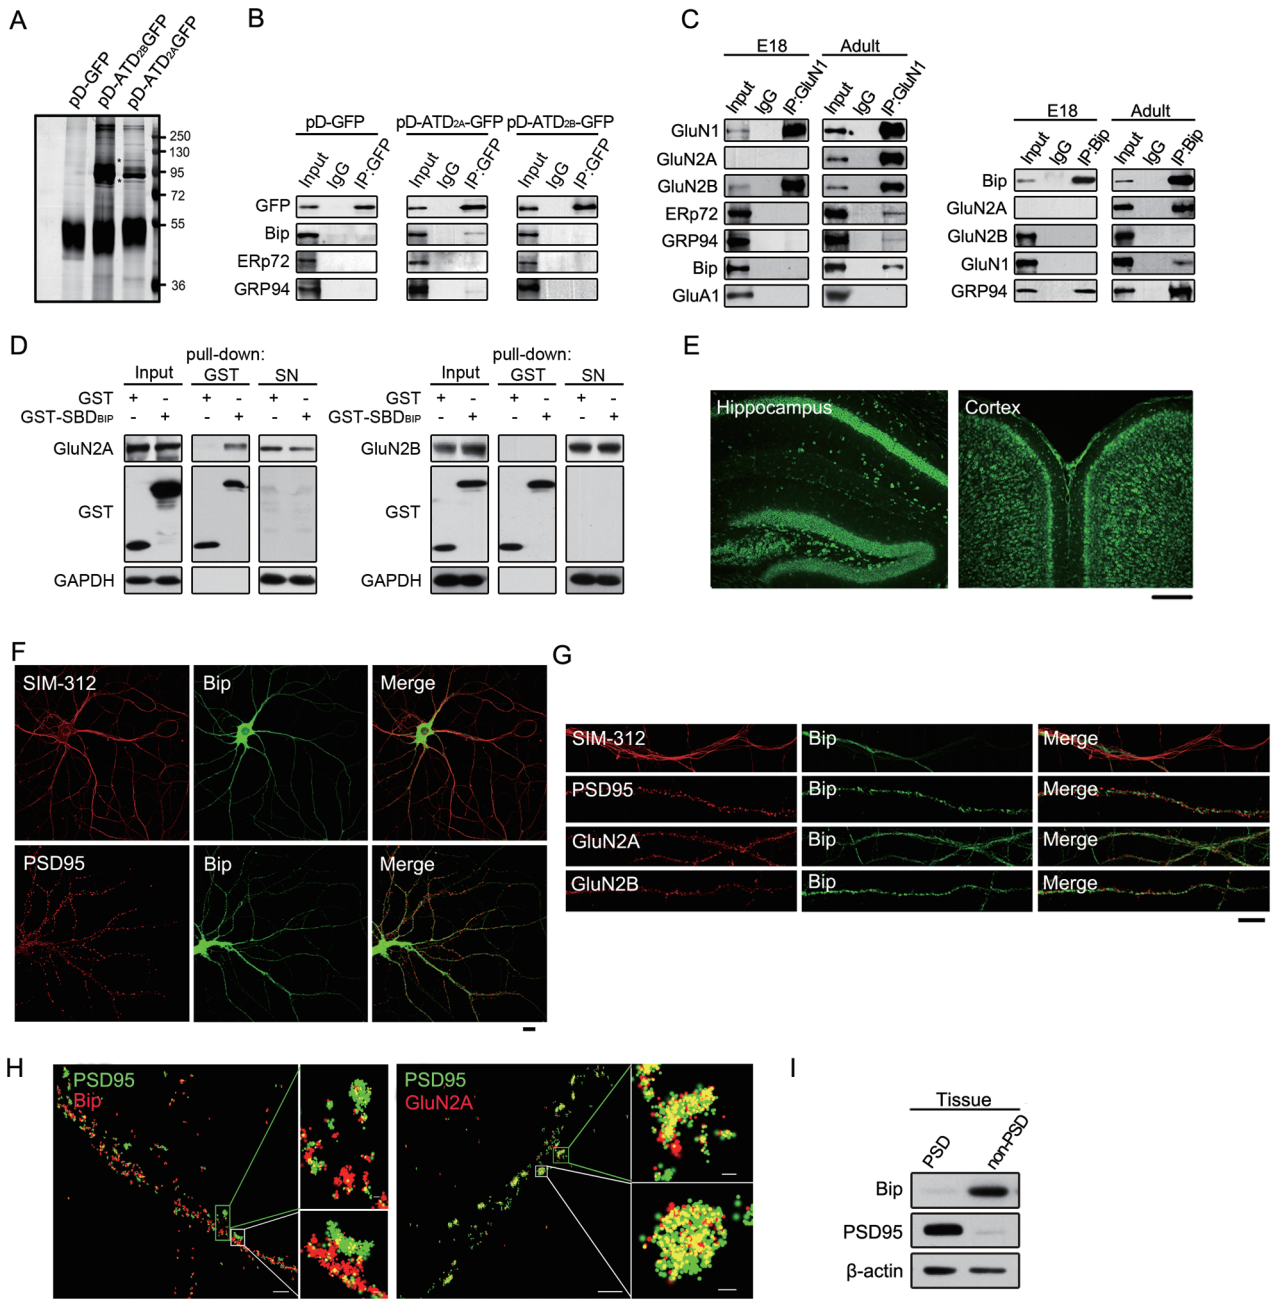 A
pD-GFP
pD-ATD2BGFP
pD-ATD2AGFP
250
130
95
72
55
36
*
*
B
pD-GFP pD-ATD2A-GFP pD-ATD2B-GFP
Input IgG IP:GFP Input IgG IP:GFP Input IgG IP:GFP
GFP
Bip
ERp72
GRP94
C
E18 Adult
Input IgG IP:GluN1 Input IgG IP:GluN1
GluN1
GluN2A
GluN2B
ERp72
GRP94
Bip
GluA1
E18 Adult
Input IgG IP:Bip Input IgG IP:Bip
Bip
GluN2A
GluN2B
GluN1
GRP94
D
pull-down:
Input GST SN
GST + - + - + -
GST-SBDBIP - + - + - +
GluN2A
GST
GAPDH
pull-down:
Input GST SN
GST + - + - + -
GST-SBDBIP - + - + - +
GluN2B
GST
GAPDH
E
Hippocampus Cortex
F
SIM-312 Bip Merge
PSD95 Bip Merge
G
SIM-312 Bip Merge
PSD95 Bip Merge
GluN2A Bip Merge
GluN2B Bip Merge
H
PSD95
Bip
PSD95
GluN2A
I
Tissue
PSD non-PSD
Bip
PSD95
β-actin